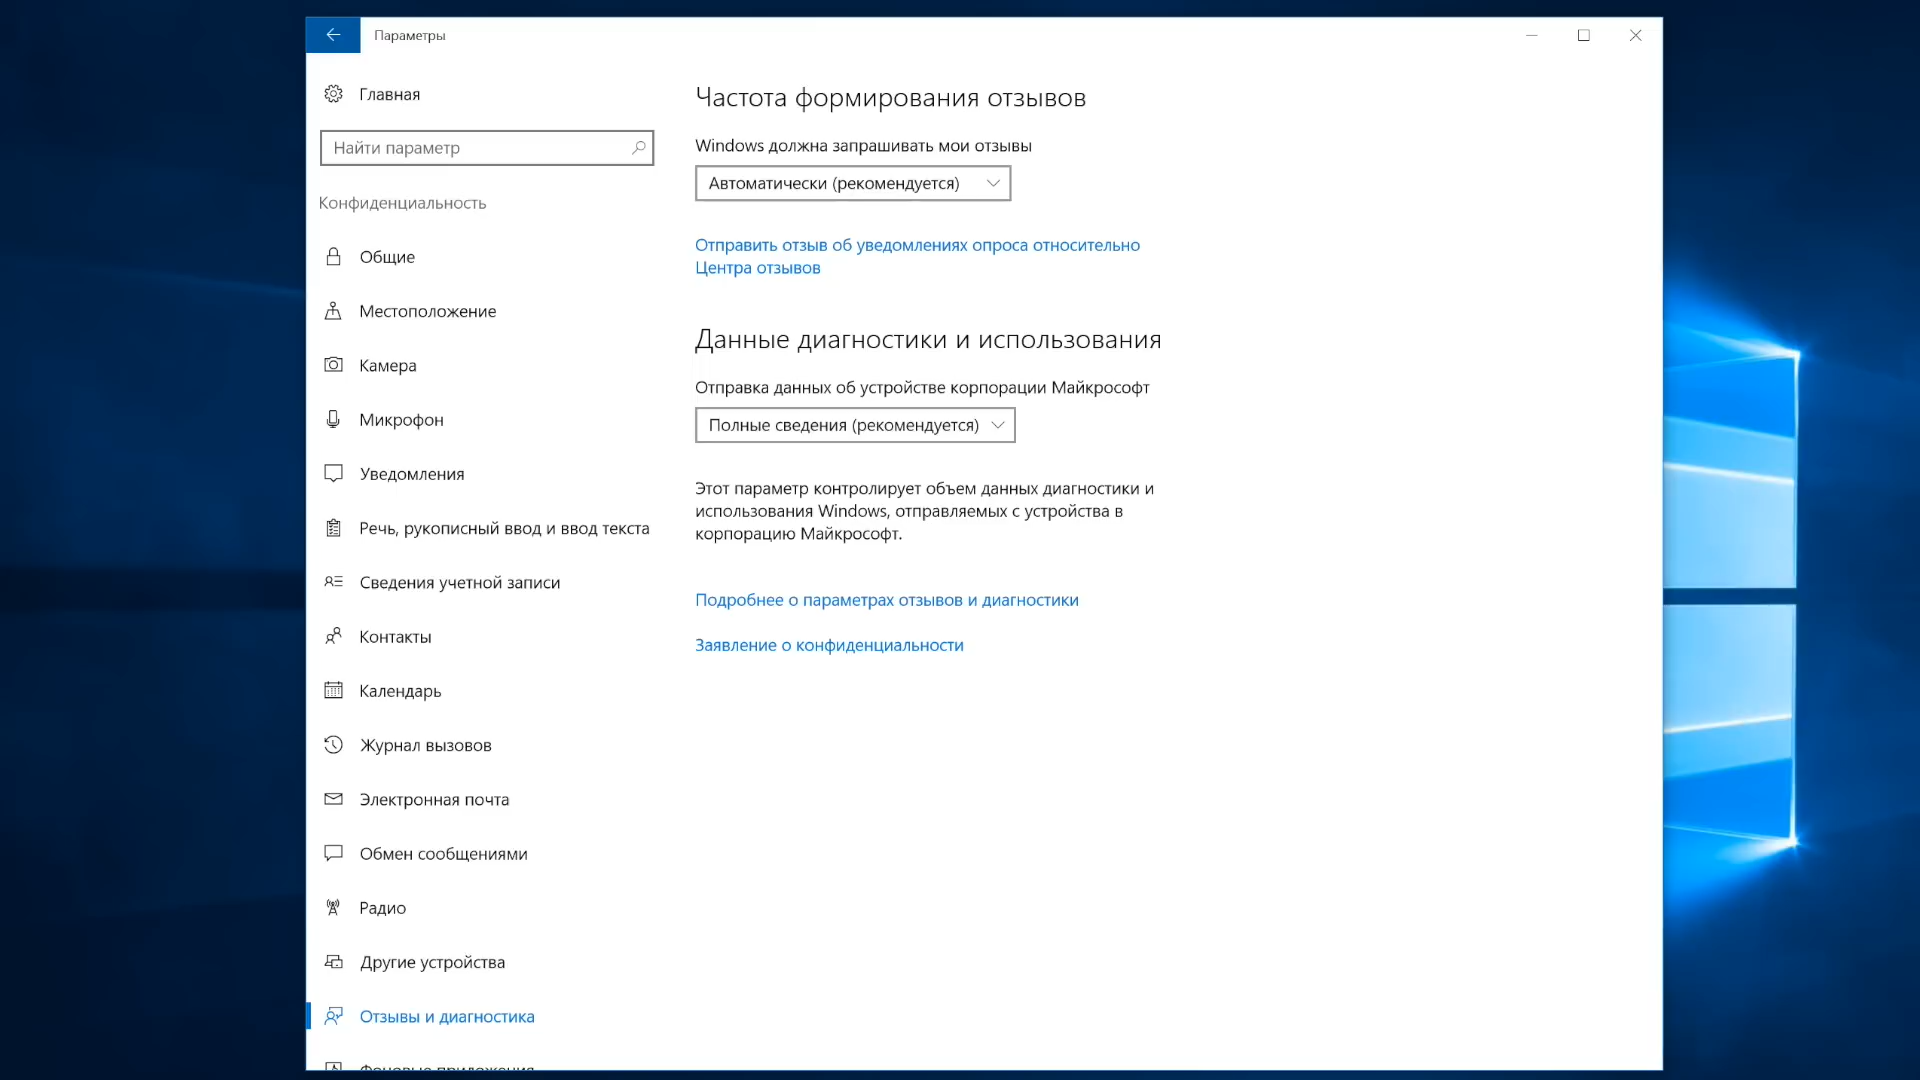 Параметры
Главная
Найти параметр
Конфиденциальность
Общие
Местоположение
Камера
Микрофон
Уведомления
Речь, рукописный ввод и ввод текста
Сведения учетной записи
Контакты
Календарь
Журнал вызовов
Электронная почта
Обмен сообщениями
Радио
Другие устройства
Отзывы и диагностика
Фоновые приложения
Частота формирования отзывов
Windows должна запрашивать мои отзывы
Автоматически (рекомендуется)
Отправить отзыв об уведомлениях опроса относительно
Центра отзывов
Данные диагностики и использования
Отправка данных об устройстве корпорации Майкрософт
Полные сведения (рекомендуется)
Этот параметр контролирует объем данных диагностики и
использования Windows, отправляемых с устройства в
корпорацию Майкрософт.
Подробнее о параметрах отзывов и диагностики
Заявление о конфиденциальности